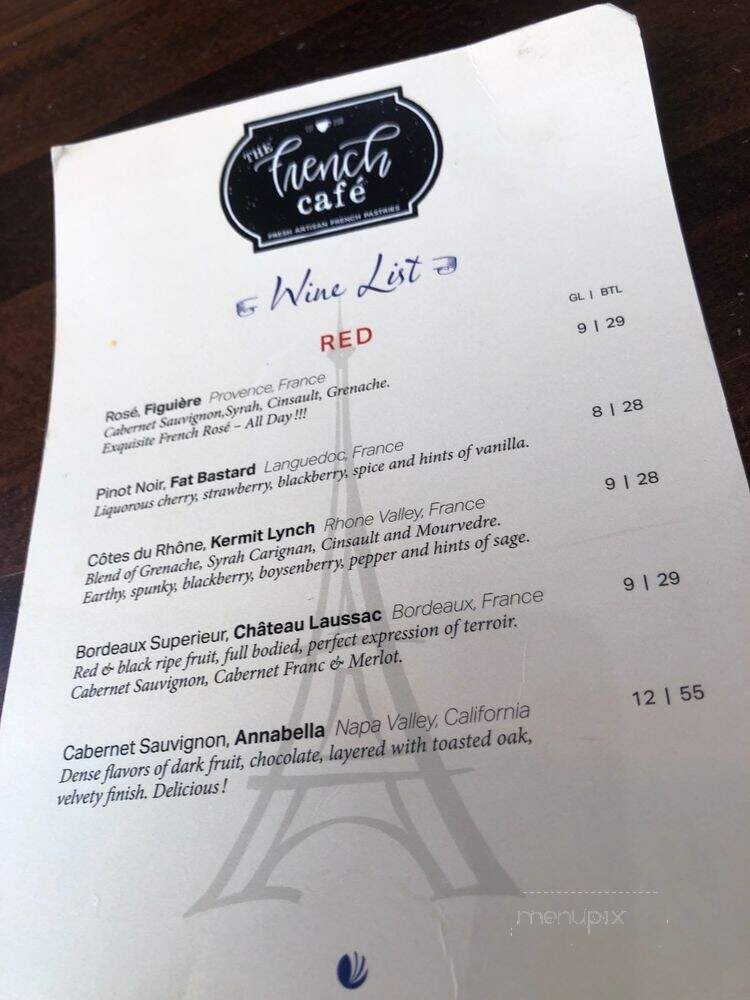 THE
French
café
FRESH ARTISAN FRENCH PASTRIES
Wine List
RED
GL | BTL
Rosé, Figuière Provence, France 9 | 29
Cabernet Sauvignon,Syrah, Cinsault, Grenache.
Exquisite French Rosé – All Day !!!
Pinot Noir, Fat Bastard Languedoc, France 8 | 28
Liquorous cherry, strawberry, blackberry, spice and hints of vanilla.
Côtes du Rhône, Kermit Lynch Rhone Valley, France 9 | 28
Blend of Grenache, Syrah Carignan, Cinsault and Mourvedre.
Earthy, spunky, blackberry, boysenberry, pepper and hints of sage.
Bordeaux Superieur, Château Laussac Bordeaux, France 9 | 29
Red & black ripe fruit, full bodied, perfect expression of terroir.
Cabernet Sauvignon, Cabernet Franc & Merlot.
Cabernet Sauvignon, Annabella Napa Valley, California 12 | 55
Dense flavors of dark fruit, chocolate, layered with toasted oak,
velvety finish. Delicious !
menupix